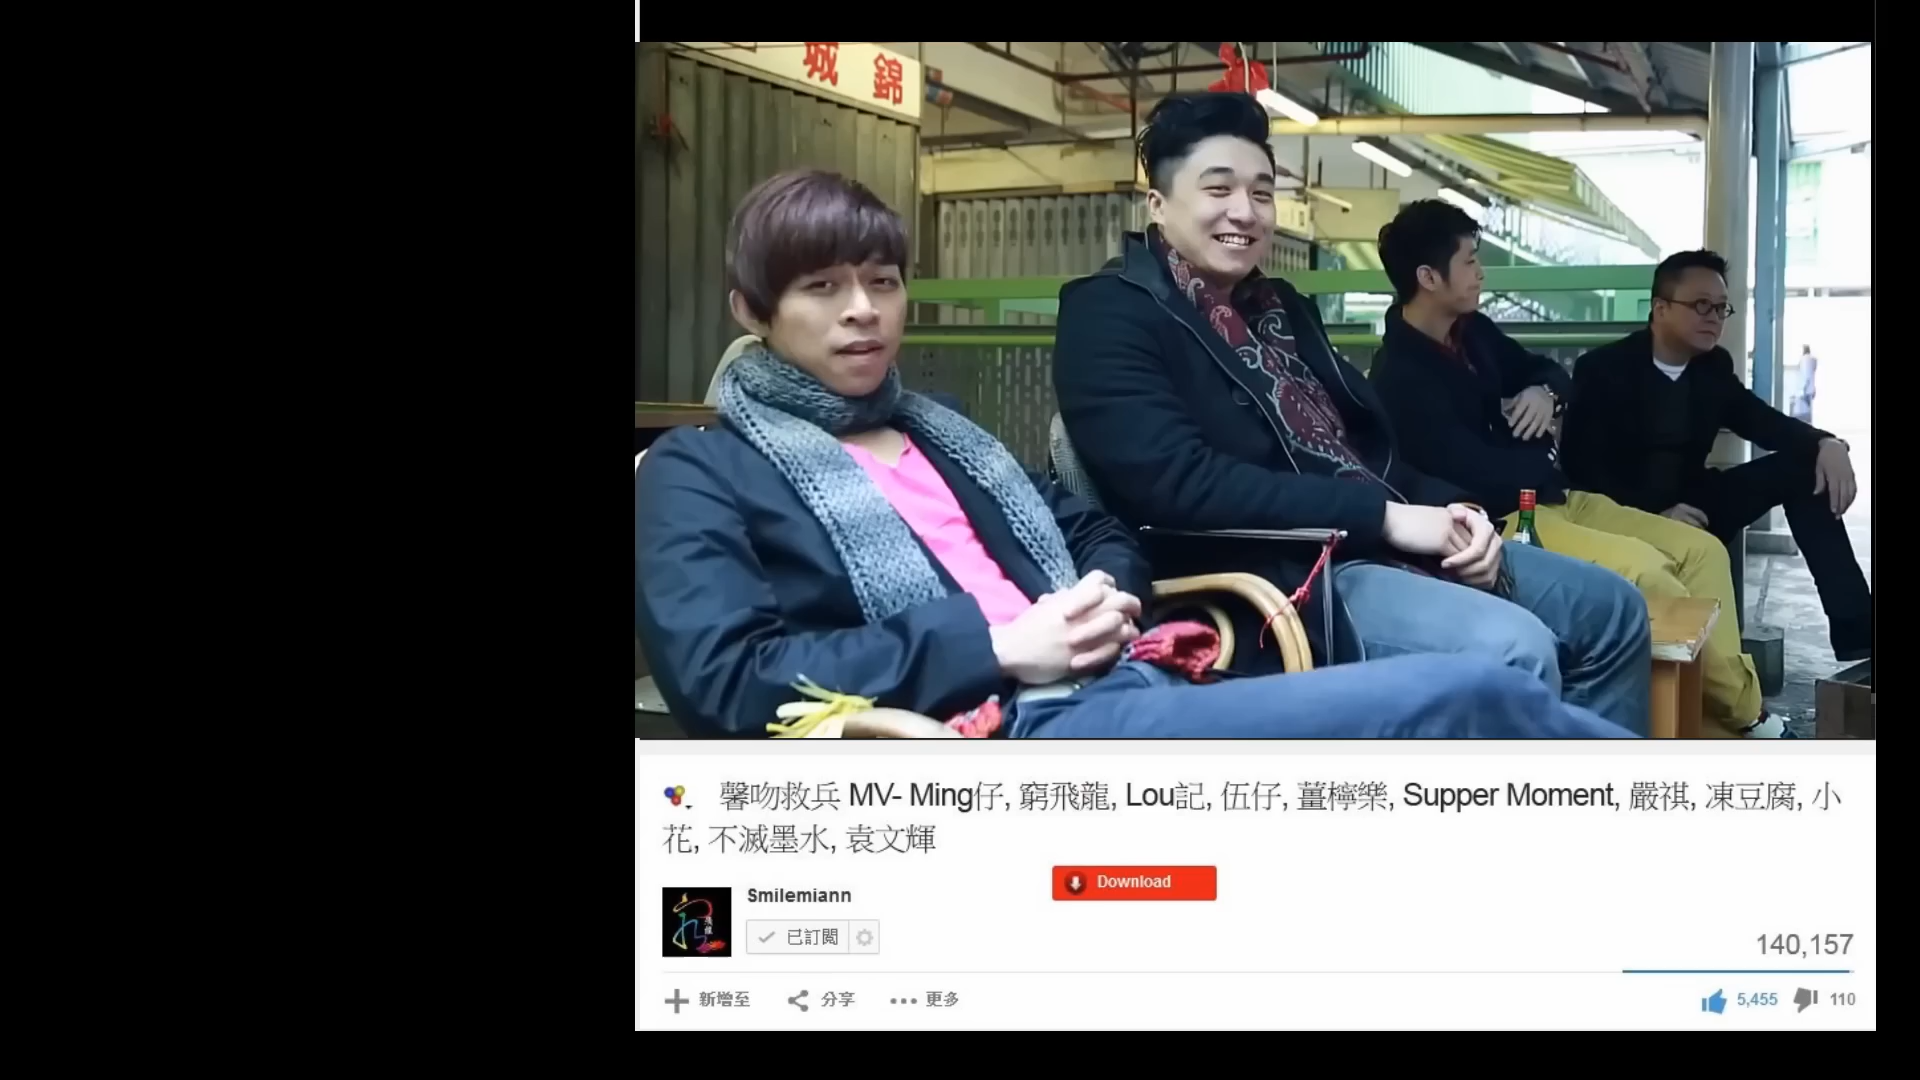 城 錦
馨吻救兵 MV- Ming仔, 窮飛龍, Lou記, 伍仔, 薑檸樂, Supper Moment, 嚴祺, 凍豆腐, 小
花, 不滅墨水, 袁文輝
Download
Smilemiann
已訂閱
140,157
新增至 分享 更多 5,455 110